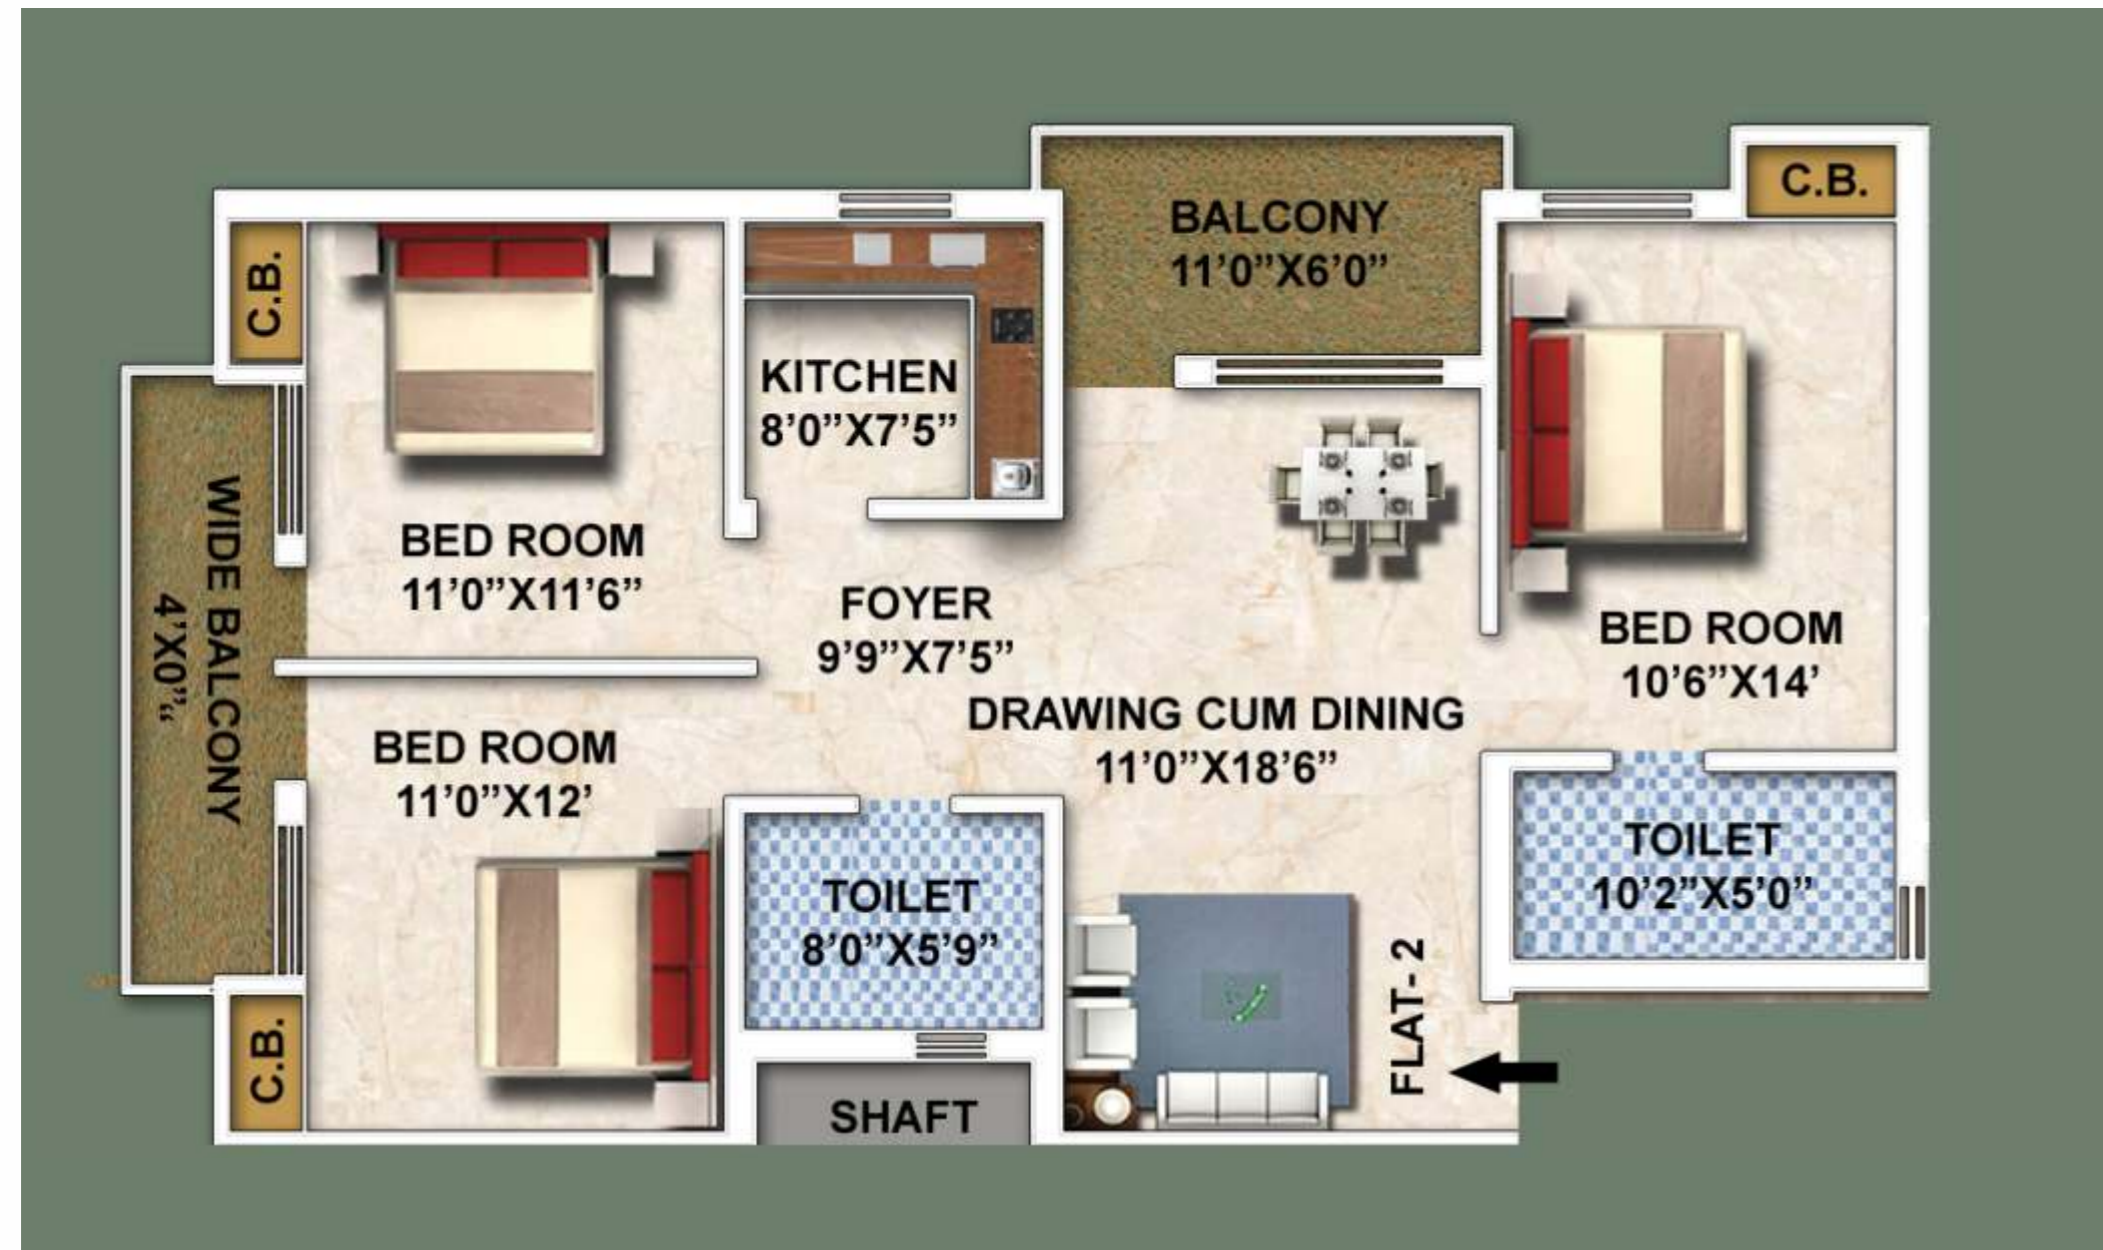 C.B.
BALCONY
11’0”X6’0”
C.B.
KITCHEN
8’0”X7’5”
BED ROOM
11’0”X11’6”
WIDE BALCONY
4’X0”“
FOYER
9’9”X7’5”
BED ROOM
10’6”X14’
DRAWING CUM DINING
11’0”X18’6”
BED ROOM
11’0”X12’
TOILET
8’0”X5’9”
TOILET
10’2”X5’0”
FLAT- 2
C.B.
SHAFT